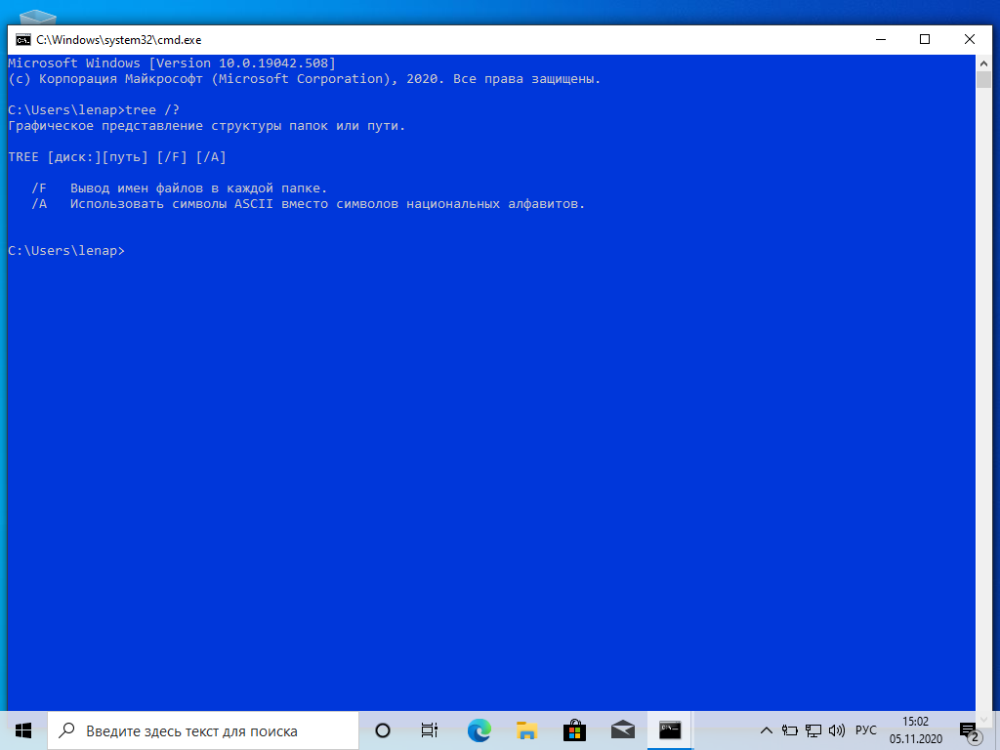 C:\Windows\system32\cmd.exe
Microsoft Windows [Version 10.0.19042.508]
(c) Корпорация Майкрософт (Microsoft Corporation), 2020. Все права защищены.
C:\Users\lenap>tree /?
Графическое представление структуры папок или пути.
TREE [диск:][путь] [/F] [/A]
/F   Вывод имен файлов в каждой папке.
/A   Использовать символы ASCII вместо символов национальных алфавитов.
C:\Users\lenap>
Введите здесь текст для поиска
РУС
15:02
05.11.2020
2